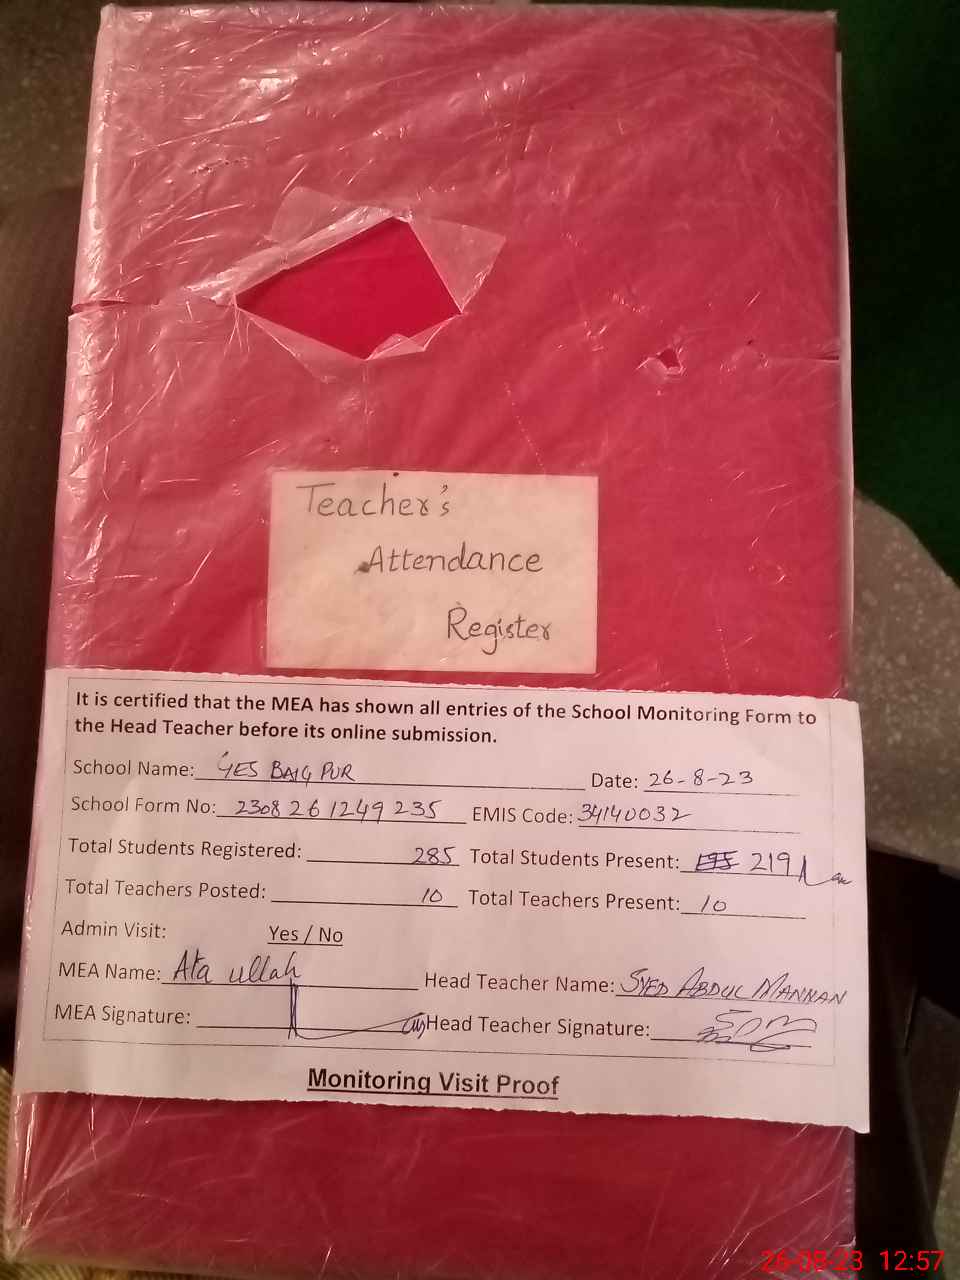 Teacher's
Attendance
Register
It is certified that the MEA has shown all entries of the School Monitoring Form to
the Head Teacher before its online submission.
School Name: GES BAIG PUR Date: 26-8-23
School Form No: 230826 1249 235 EMIS Code: 34140032
Total Students Registered: 285 Total Students Present: 219
Total Teachers Posted: 10 Total Teachers Present: 10
Admin Visit: Yes / No
MEA Name: Ata ullah Head Teacher Name: SYED ABDUL MANNAN
MEA Signature: Head Teacher Signature:
Monitoring Visit Proof
26-08-23 12:57